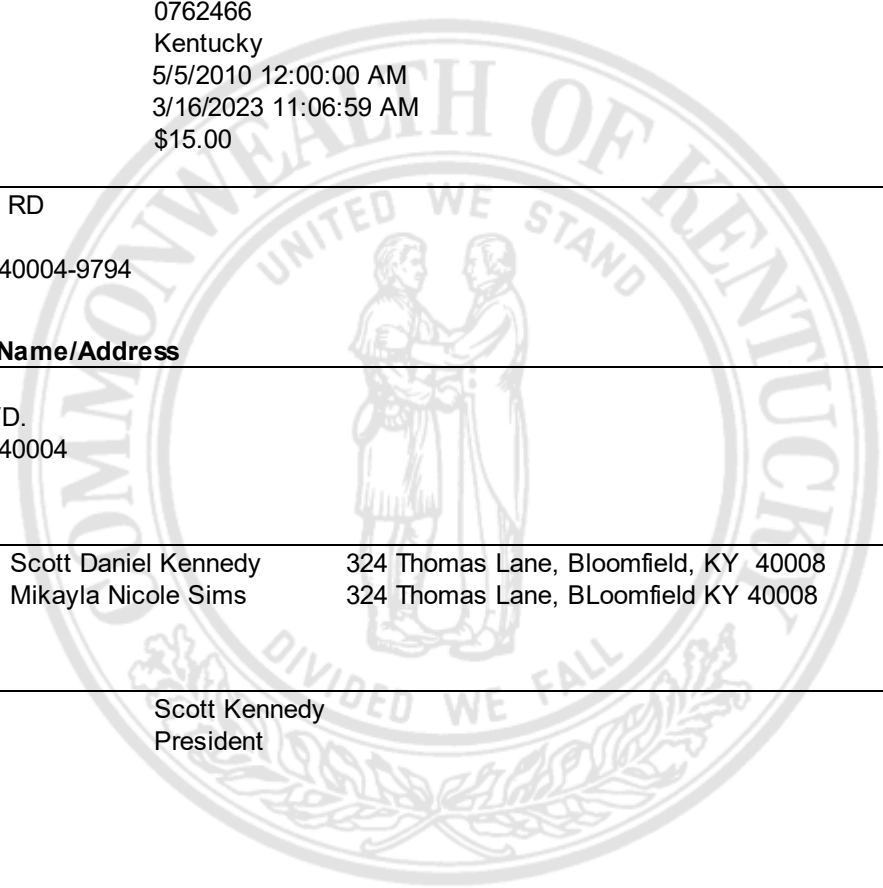 0762466
Kentucky
5/5/2010 12:00:00 AM
3/16/2023 11:06:59 AM
$15.00
RD
40004-9794
Name/Address
D.
40004
Scott Daniel Kennedy 324 Thomas Lane, Bloomfield, KY 40008
Mikayla Nicole Sims 324 Thomas Lane, BLoomfield KY 40008
Scott Kennedy
President
COMMONWEALTH OF KENTUCKY
UNITED WE STAND
DIVIDED WE FALL